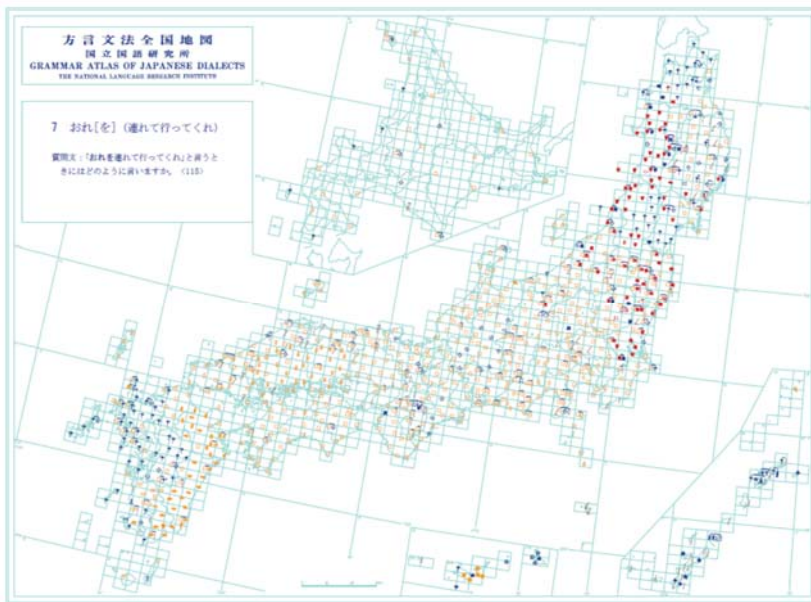 方言文法全国地図
国立国語研究所
GRAMMAR ATLAS OF JAPANESE DIALECTS
THE NATIONAL LANGUAGE RESEARCH INSTITUTE
7 おれ[を] (連れて行ってくれ)
質問文:「おれを連れて行ってくれ」と言うと
きにはどのように言いますか。